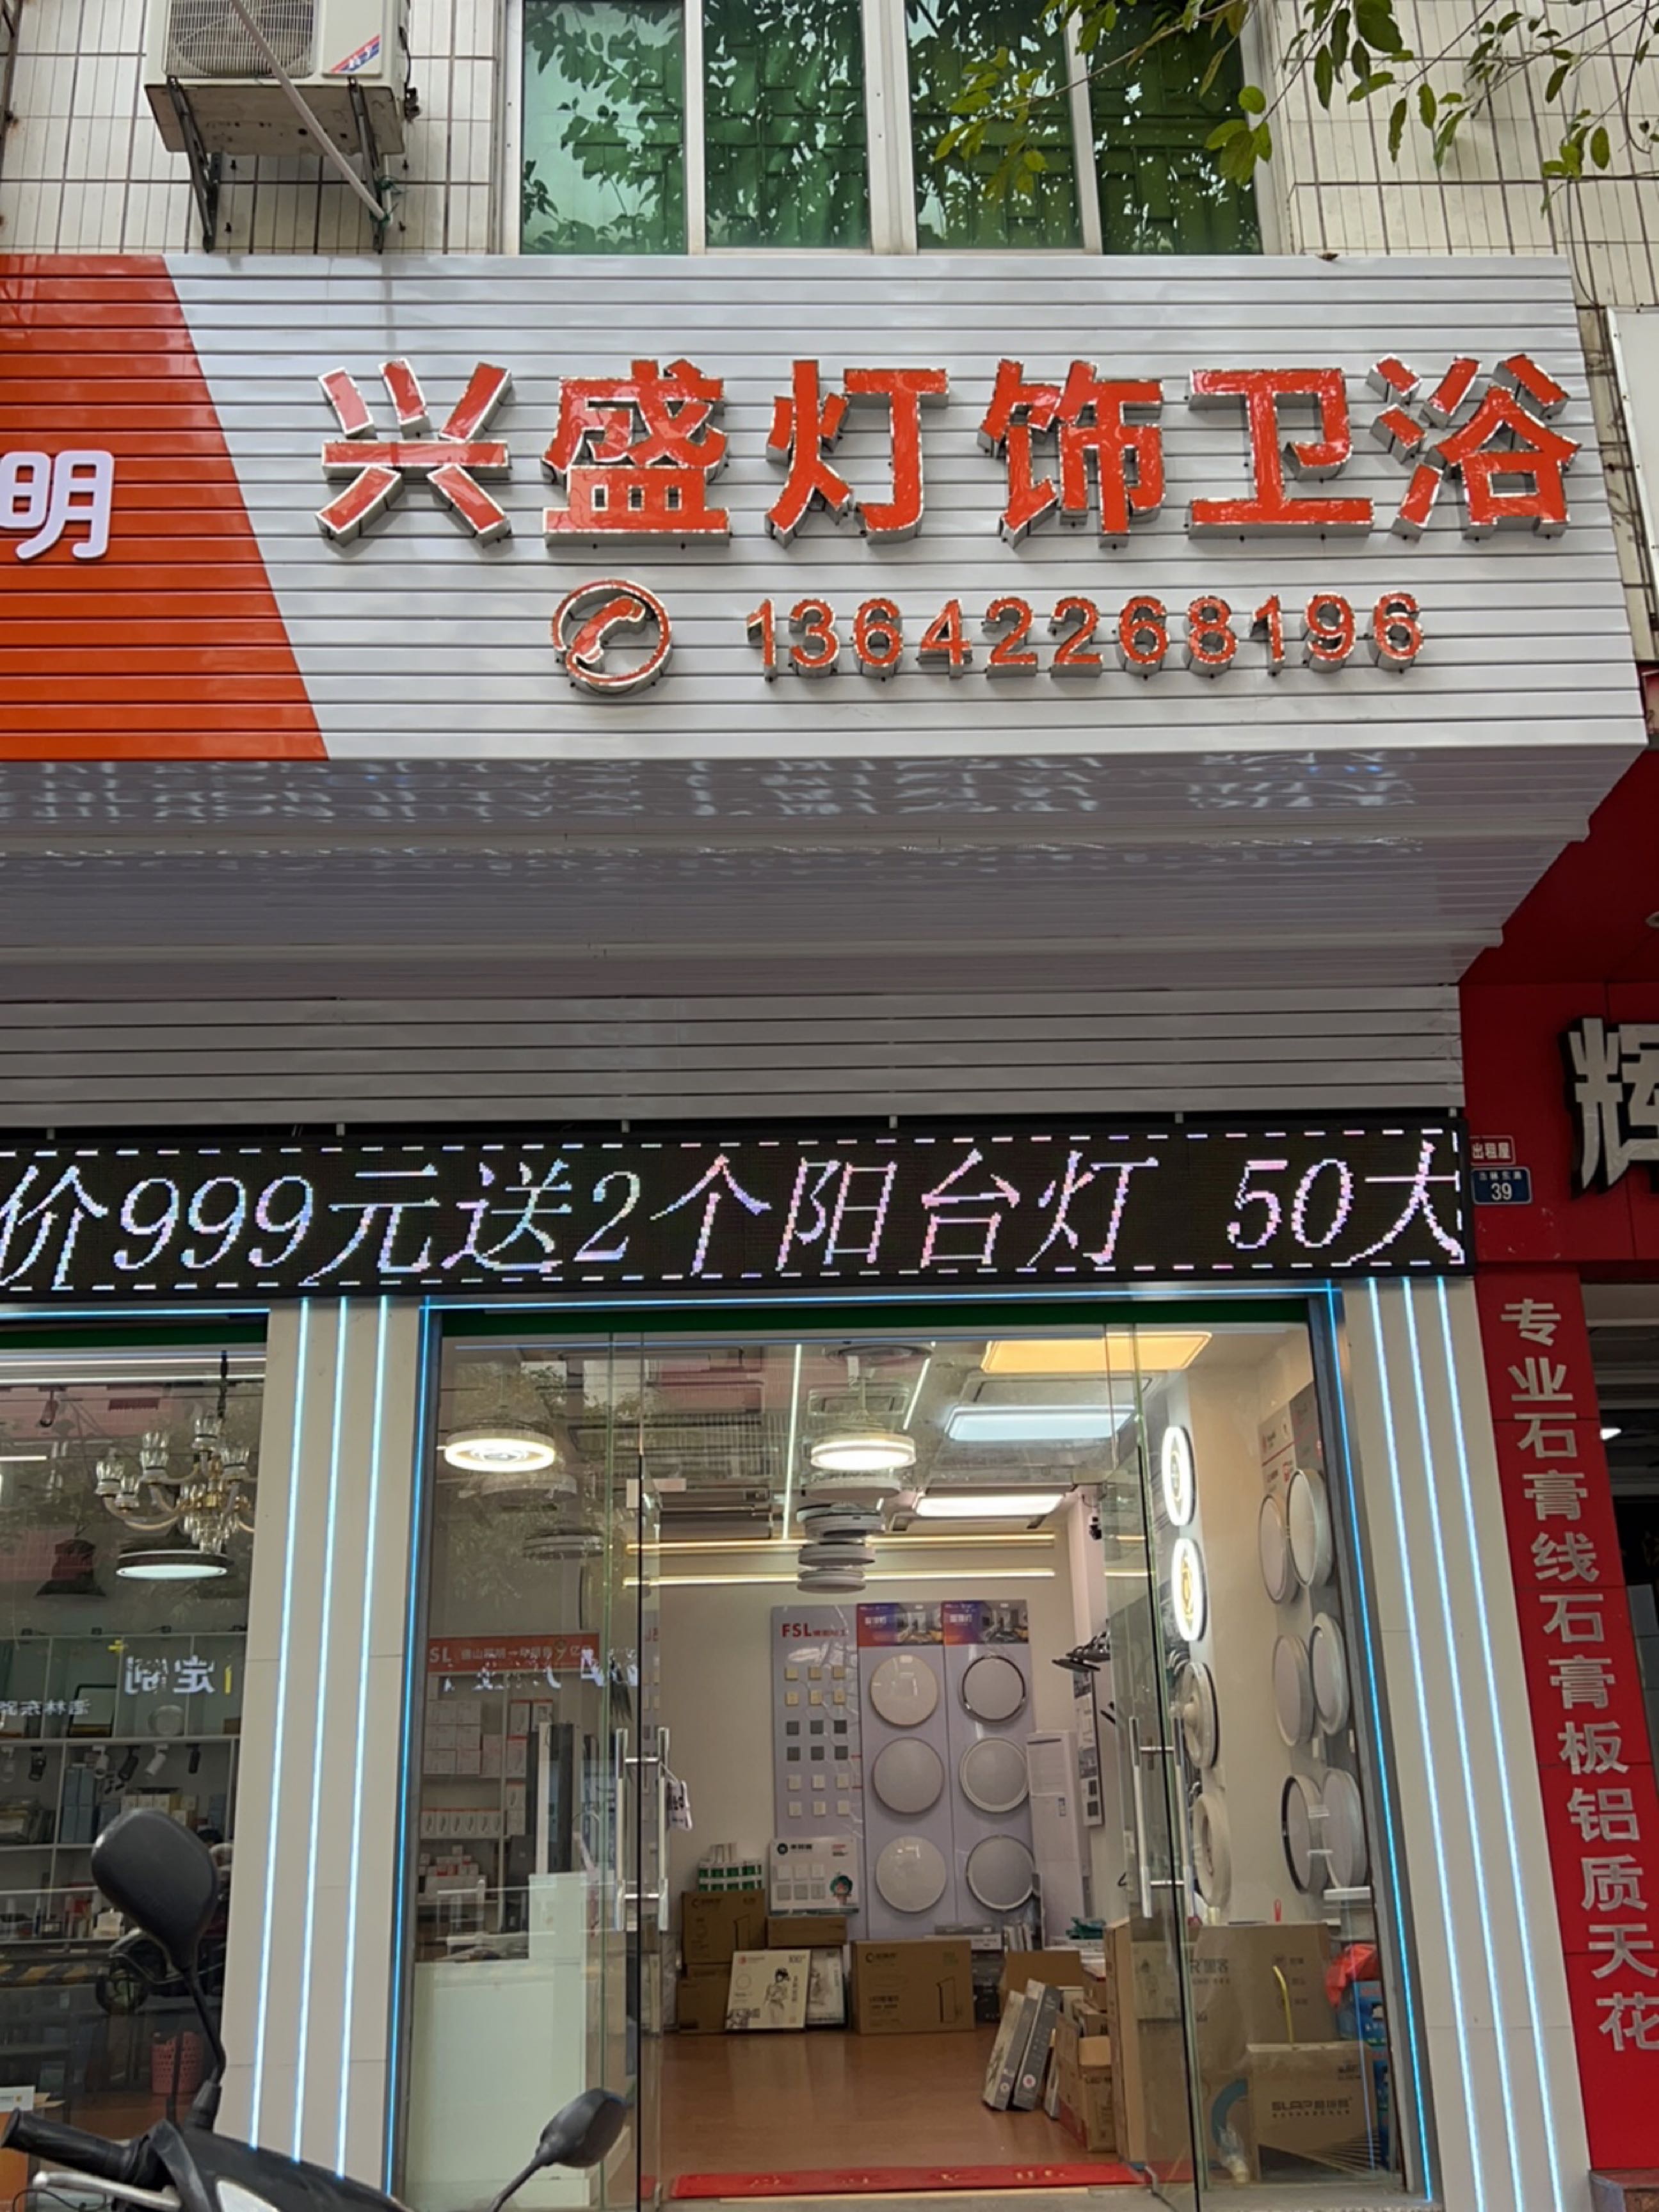 明
兴盛灯饰卫浴
13642268196
辉
出租屋
39
价999元送2个阳台灯 50大
专业石膏线石膏板铝质天花
定制
FSL